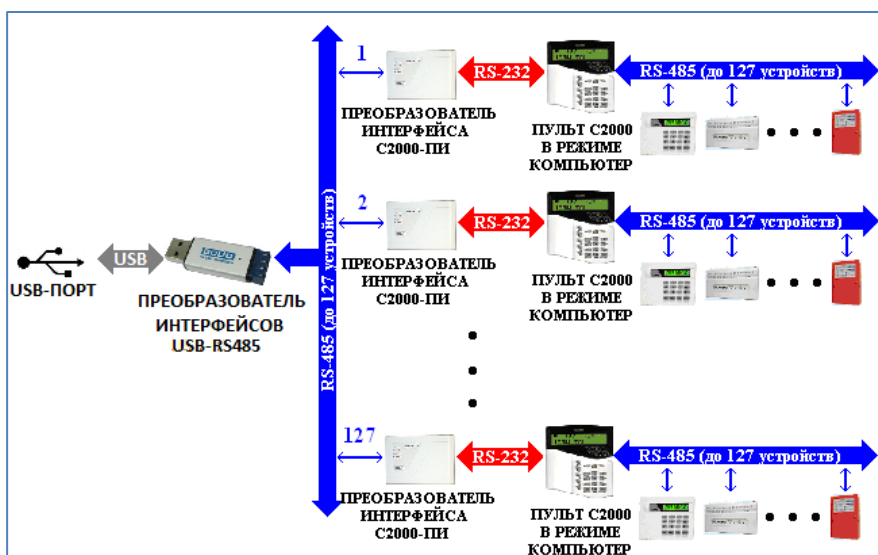 1
RS-232
RS-485 (до 127 устройств)
ПРЕОБРАЗОВАТЕЛЬ
ИНТЕРФЕЙСА
С2000-ПИ
ПУЛЬТ С2000
В РЕЖИМЕ
КОМПЬЮТЕР
2
RS-232
RS-485 (до 127 устройств)
ПРЕОБРАЗОВАТЕЛЬ
ИНТЕРФЕЙСА
С2000-ПИ
ПУЛЬТ С2000
В РЕЖИМЕ
КОМПЬЮТЕР
USB
USB-ПОРТ
ПРЕОБРАЗОВАТЕЛЬ
ИНТЕРФЕЙСОВ
USB-RS485
RS-485 (до 127 устройств)
127
RS-232
RS-485 (до 127 устройств)
ПРЕОБРАЗОВАТЕЛЬ
ИНТЕРФЕЙСА
С2000-ПИ
ПУЛЬТ С2000
В РЕЖИМЕ
КОМПЬЮТЕР